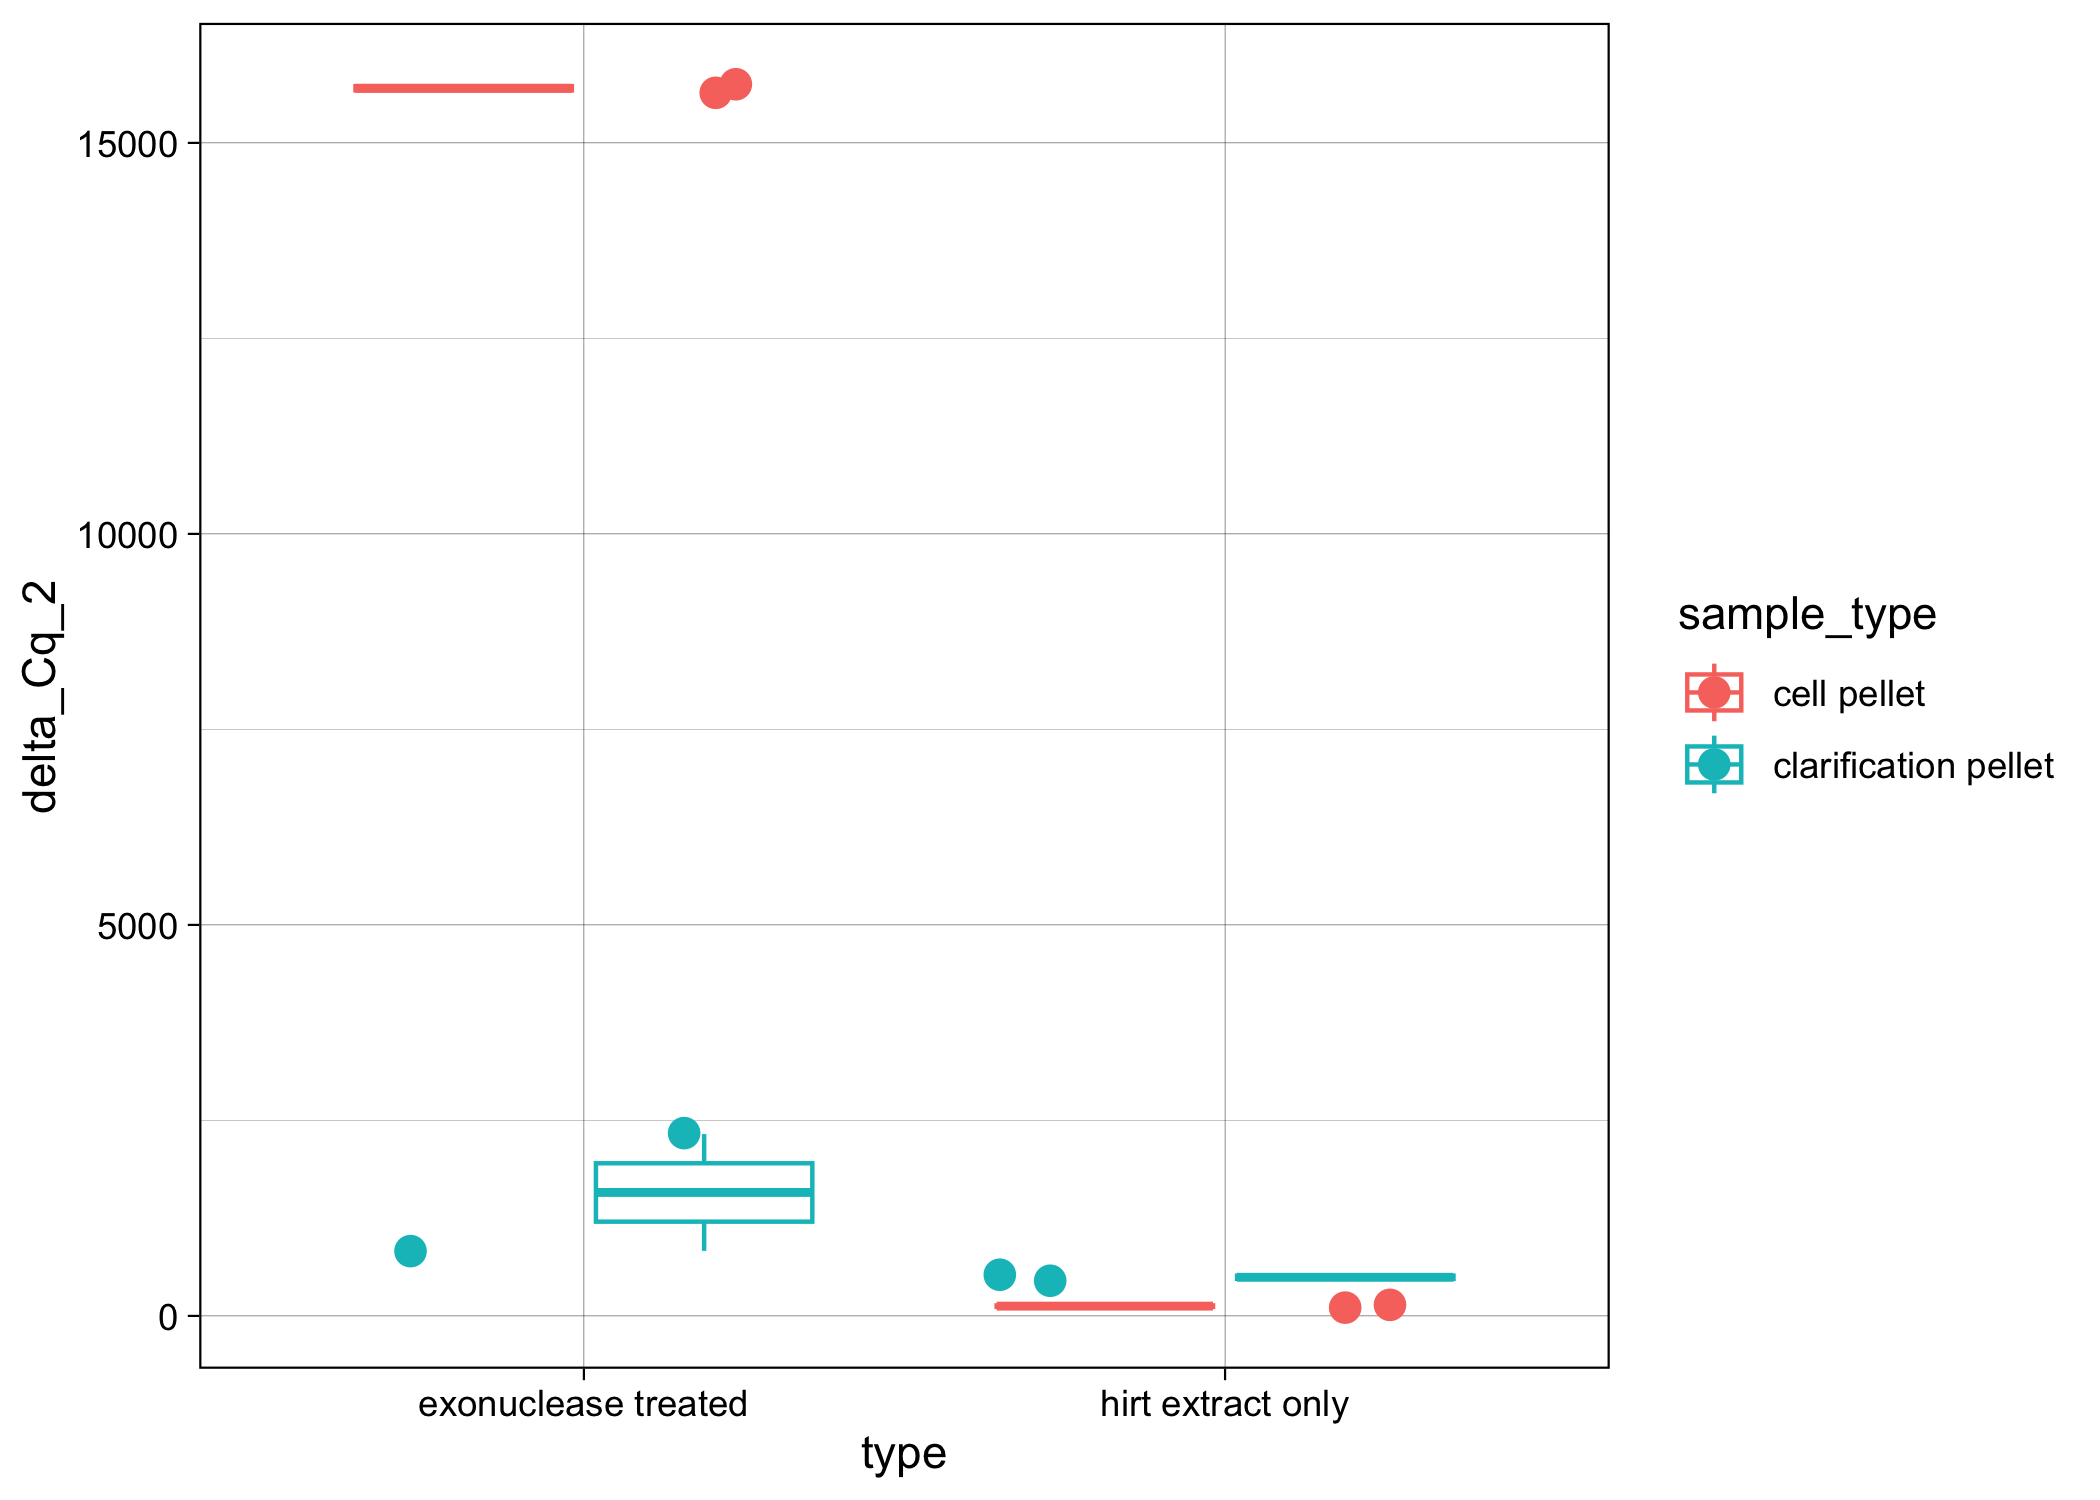 delta_Cq_2
15000
10000
5000
0
exonuclease treated
hirt extract only
type
sample_type
cell pellet
clarification pellet